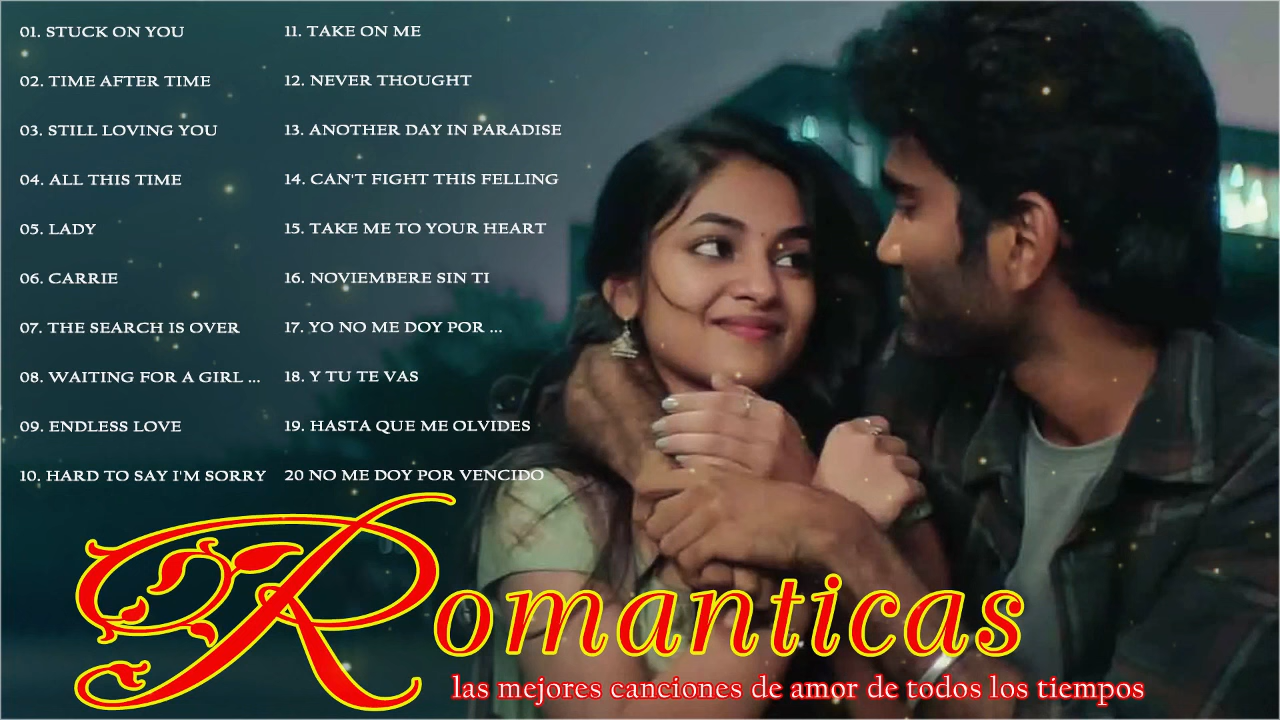 01. STUCK ON YOU
02. TIME AFTER TIME
03. STILL LOVING YOU
04. ALL THIS TIME
05. LADY
06. CARRIE
07. THE SEARCH IS OVER
08. WAITING FOR A GIRL ...
09. ENDLESS LOVE
10. HARD TO SAY I'M SORRY
11. TAKE ON ME
12. NEVER THOUGHT
13. ANOTHER DAY IN PARADISE
14. CAN'T FIGHT THIS FELLING
15. TAKE ME TO YOUR HEART
16. NOVIEMBERE SIN TI
17. YO NO ME DOY POR ...
18. Y TU TE VAS
19. HASTA QUE ME OLVIDES
20 NO ME DOY POR VENCIDO
Romanticas
las mejores canciones de amor de todos los tiempos